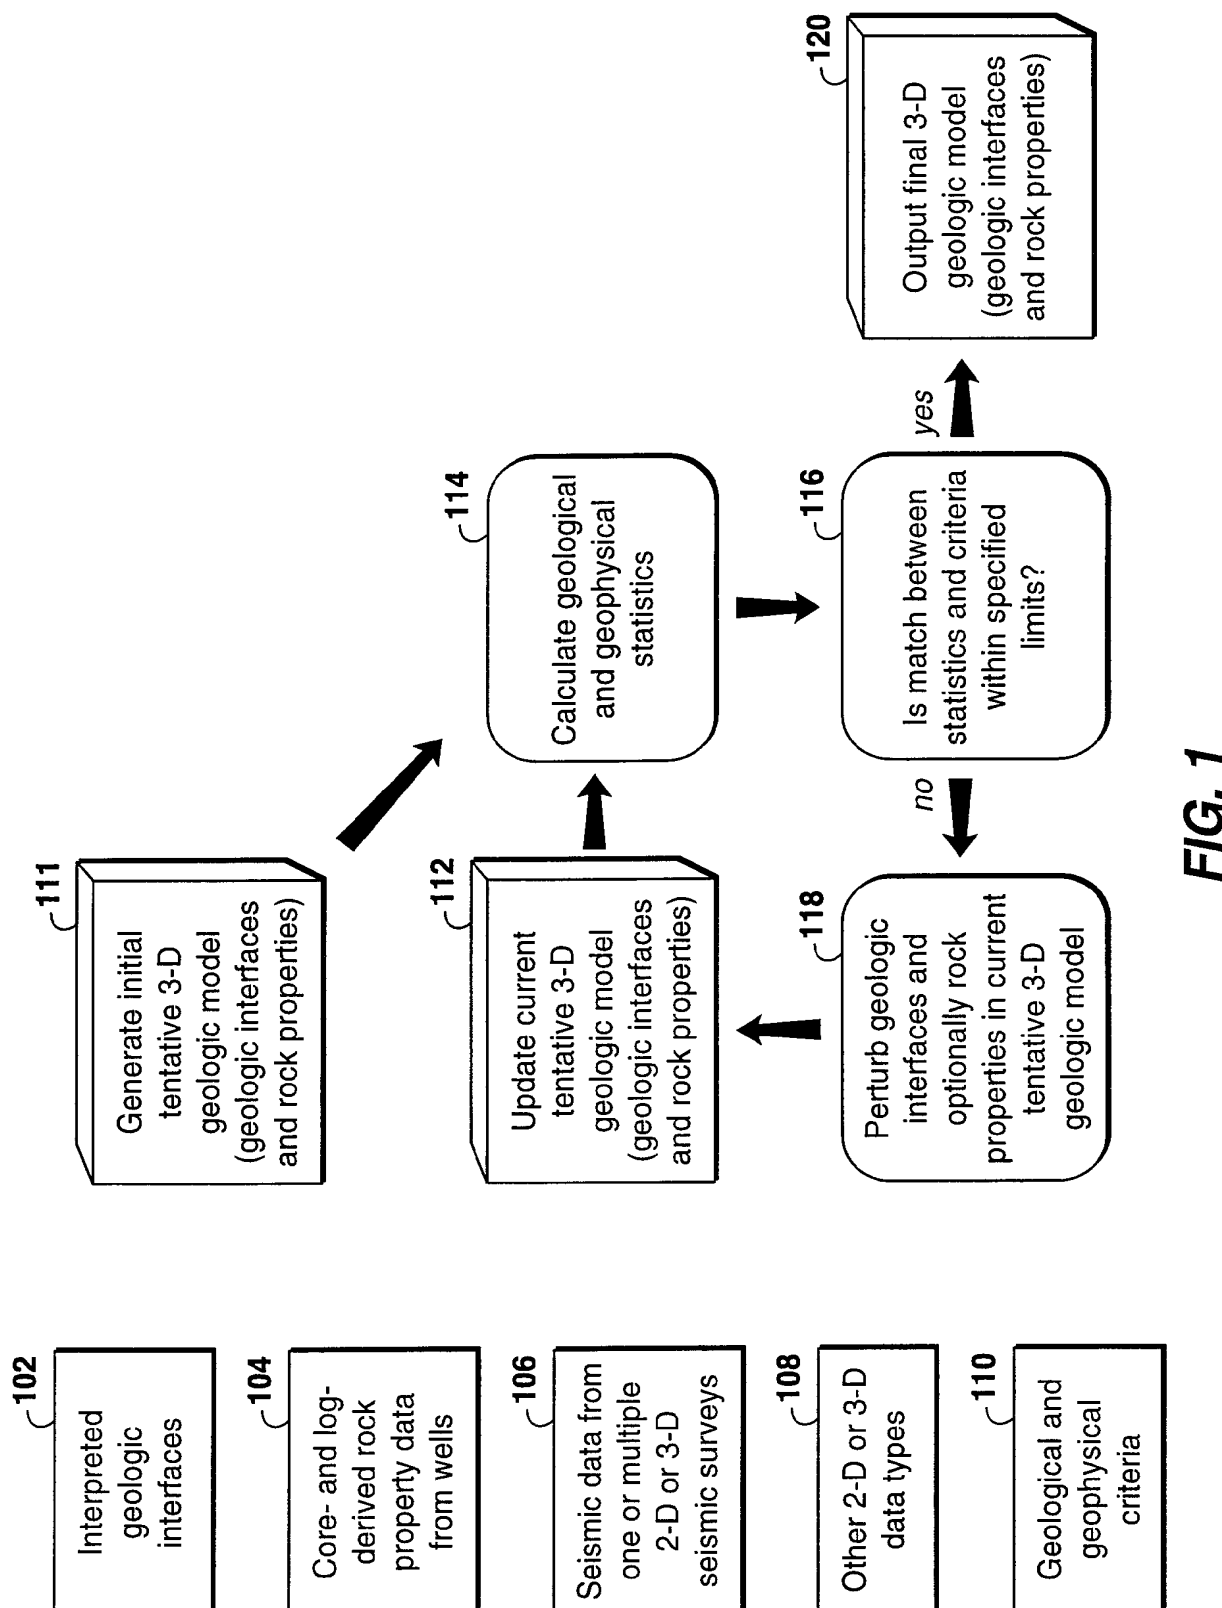 102
Interpreted
geologic
interfaces
104
Core- and log-
derived rock
property data
from wells
106
Seismic data from
one or multiple
2-D or 3-D
seismic surveys
108
Other 2-D or 3-D
data types
110
Geological and
geophysical
criteria
111
Generate initial
tentative 3-D
geologic model
(geologic interfaces
and rock properties)
112
Update current
tentative 3-D
geologic model
(geologic interfaces
and rock properties)
114
Calculate geological
and geophysical
statistics
116
Is match between
statistics and criteria
within specified
limits?
no
yes
118
Perturb geologic
interfaces and
optionally rock
properties in current
tentative 3-D
geologic model
120
Output final 3-D
geologic model
(geologic interfaces
and rock properties)
FIG. 1